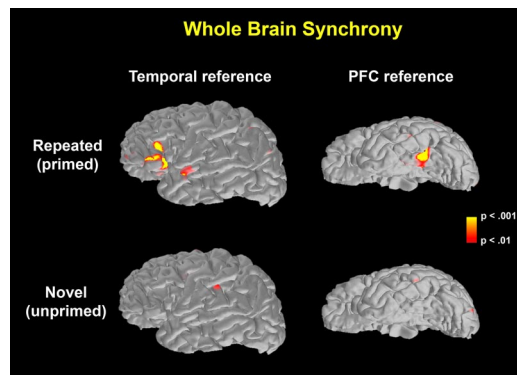 Whole Brain Synchrony
Temporal reference
PFC reference
Repeated
(primed)
p < .001
p < .01
Novel
(unprimed)